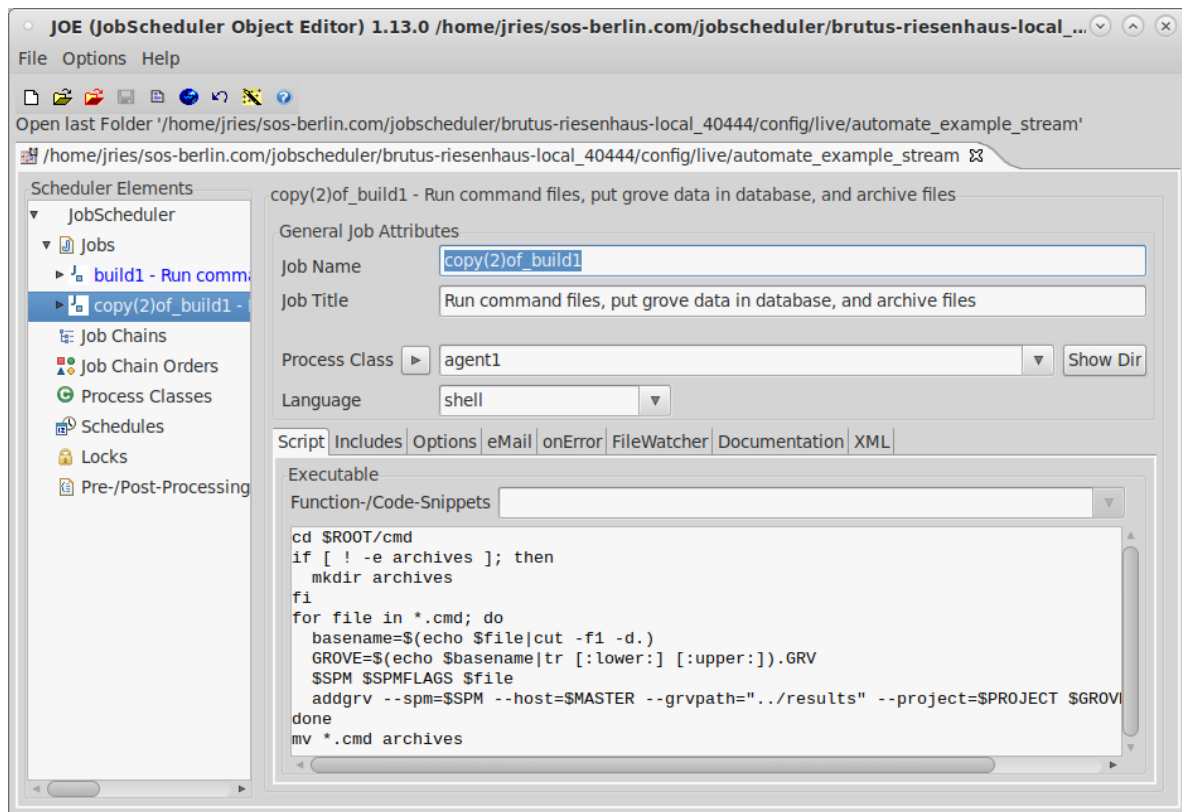 JOE (JobScheduler Object Editor) 1.13.0 /home/jries/sos-berlin.com/jobscheduler/brutus-riesenhaus-local_...
File Options Help
Open last Folder '/home/jries/sos-berlin.com/jobscheduler/brutus-riesenhaus-local_40444/config/live/automate_example_stream'
/home/jries/sos-berlin.com/jobscheduler/brutus-riesenhaus-local_40444/config/live/automate_example_stream
Scheduler Elements
JobScheduler
Jobs
build1 - Run comma
copy(2)of_build1 -
Job Chains
Job Chain Orders
Process Classes
Schedules
Locks
Pre-/Post-Processing
copy(2)of_build1 - Run command files, put grove data in database, and archive files
General Job Attributes
Job Name copy(2)of_build1
Job Title Run command files, put grove data in database, and archive files
Process Class agent1 Show Dir
Language shell
Script Includes Options eMail onError FileWatcher Documentation XML
Executable
Function-/Code-Snippets
cd $ROOT/cmd
if [ ! -e archives ]; then
  mkdir archives
fi
for file in *.cmd; do
  basename=$(echo $file|cut -f1 -d.)
  GROVE=$(echo $basename|tr [:lower:] [:upper:]).GRV
  $SPM $SPMFLAGS $file
  addgrv --spm=$SPM --host=$MASTER --grvpath="../results" --project=$PROJECT $GROV
done
mv *.cmd archives